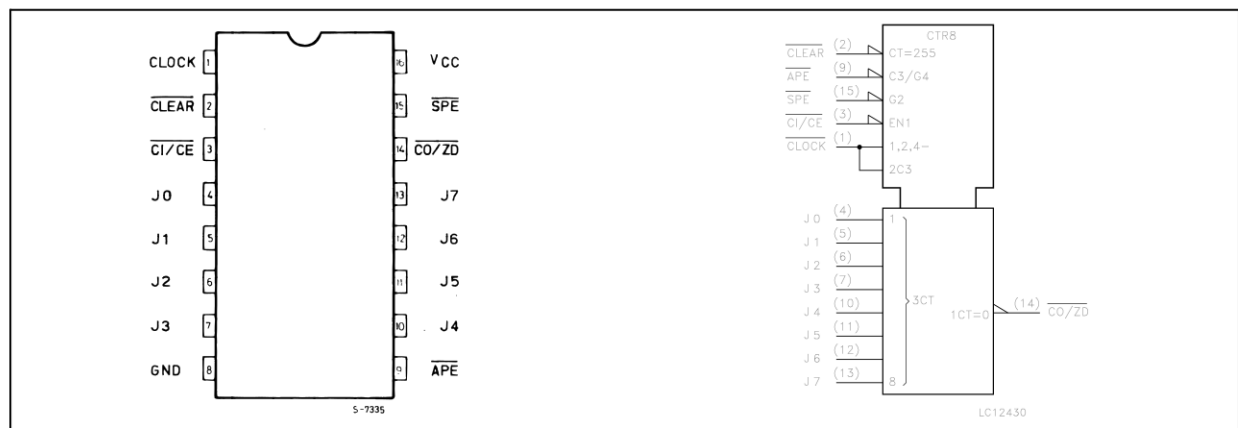 CLOCK 1 16 VCC
CLEAR 2 15 SPE
CI/CE 3 14 CO/ZD
J0 4 13 J7
J1 5 12 J6
J2 6 11 J5
J3 7 10 J4
GND 8 9 APE
S-7335
CTR8
CLEAR (2) CT=255
APE (9) C3/G4
SPE (15) G2
CI/CE (3) EN1
CLOCK (1) 1,2,4-
2C3
J0 (4) 1
J1 (5)
J2 (6)
J3 (7) 3CT
J4 (10) 1CT=0 (14) CO/ZD
J5 (11)
J6 (12)
J7 (13) 8
LC12430